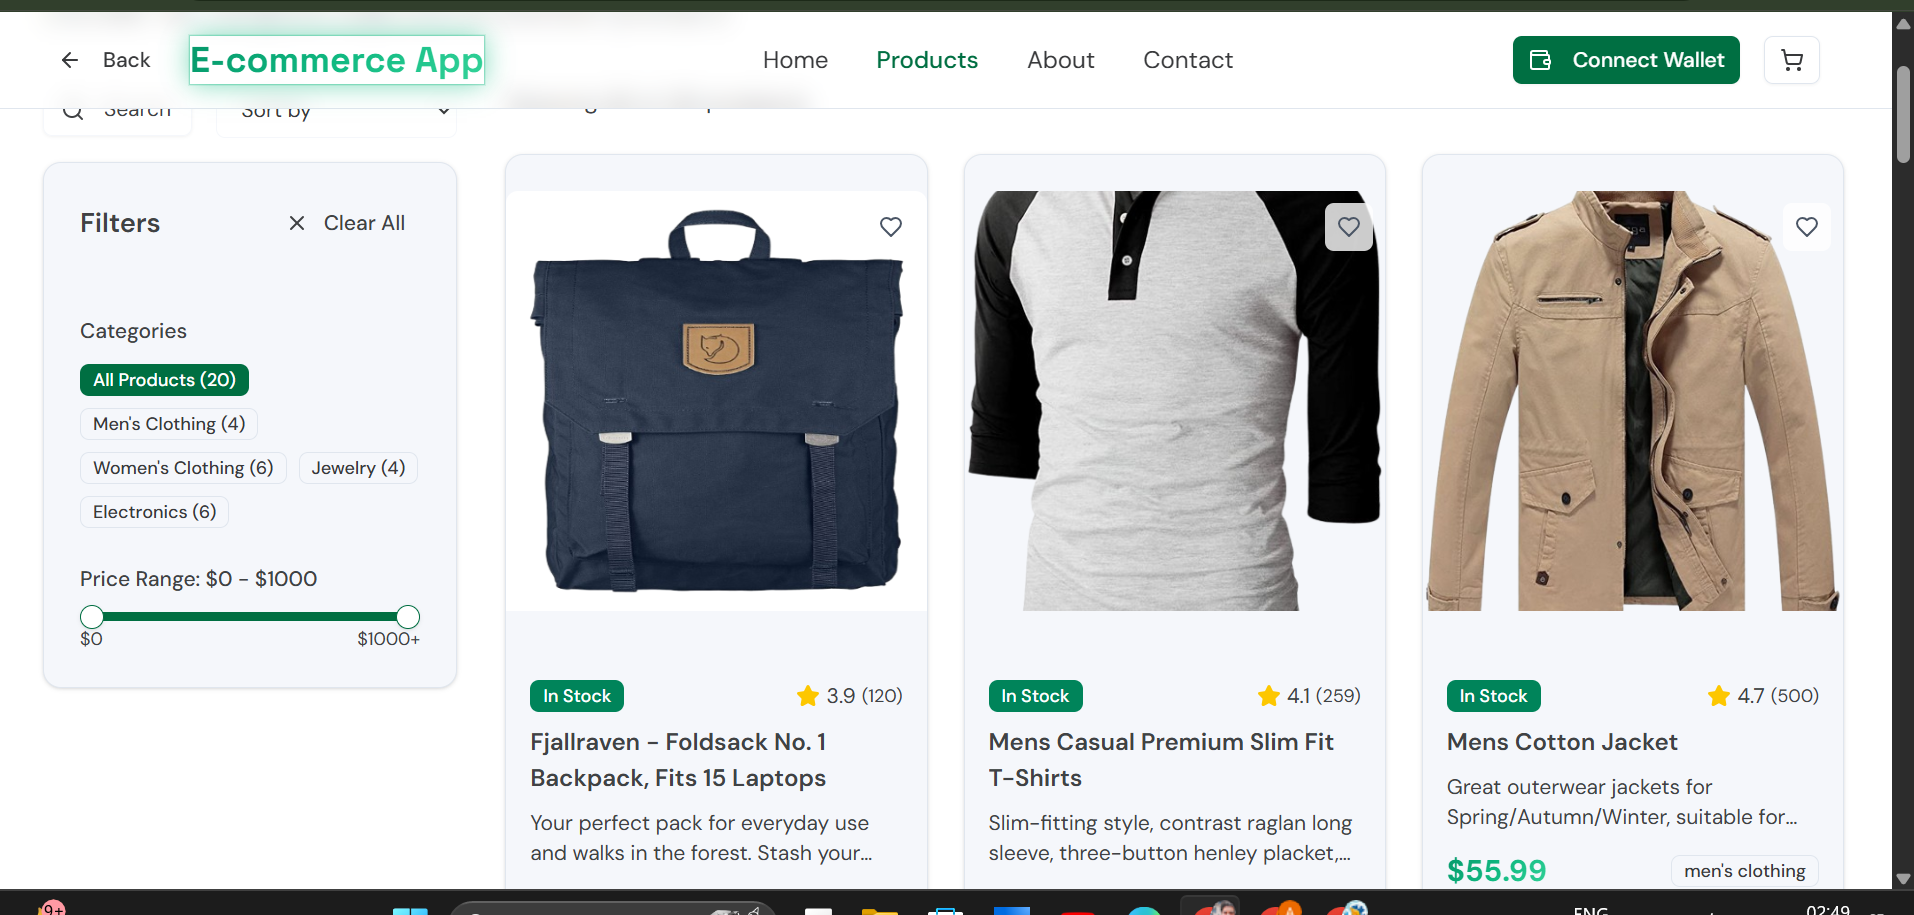 Back
E-commerce App
Home
Products
About
Contact
Connect Wallet
Search
Sort by
Filters
Clear All
Categories
All Products (20)
Men's Clothing (4)
Women's Clothing (6)
Jewelry (4)
Electronics (6)
Price Range: $0 - $1000
$0
$1000+
In Stock
3.9 (120)
Fjallraven - Foldsack No. 1
Backpack, Fits 15 Laptops
Your perfect pack for everyday use
and walks in the forest. Stash your...
In Stock
4.1 (259)
Mens Casual Premium Slim Fit
T-Shirts
Slim-fitting style, contrast raglan long
sleeve, three-button henley placket,...
In Stock
4.7 (500)
Mens Cotton Jacket
Great outerwear jackets for
Spring/Autumn/Winter, suitable for...
$55.99
men's clothing
9+
ENG
02:49